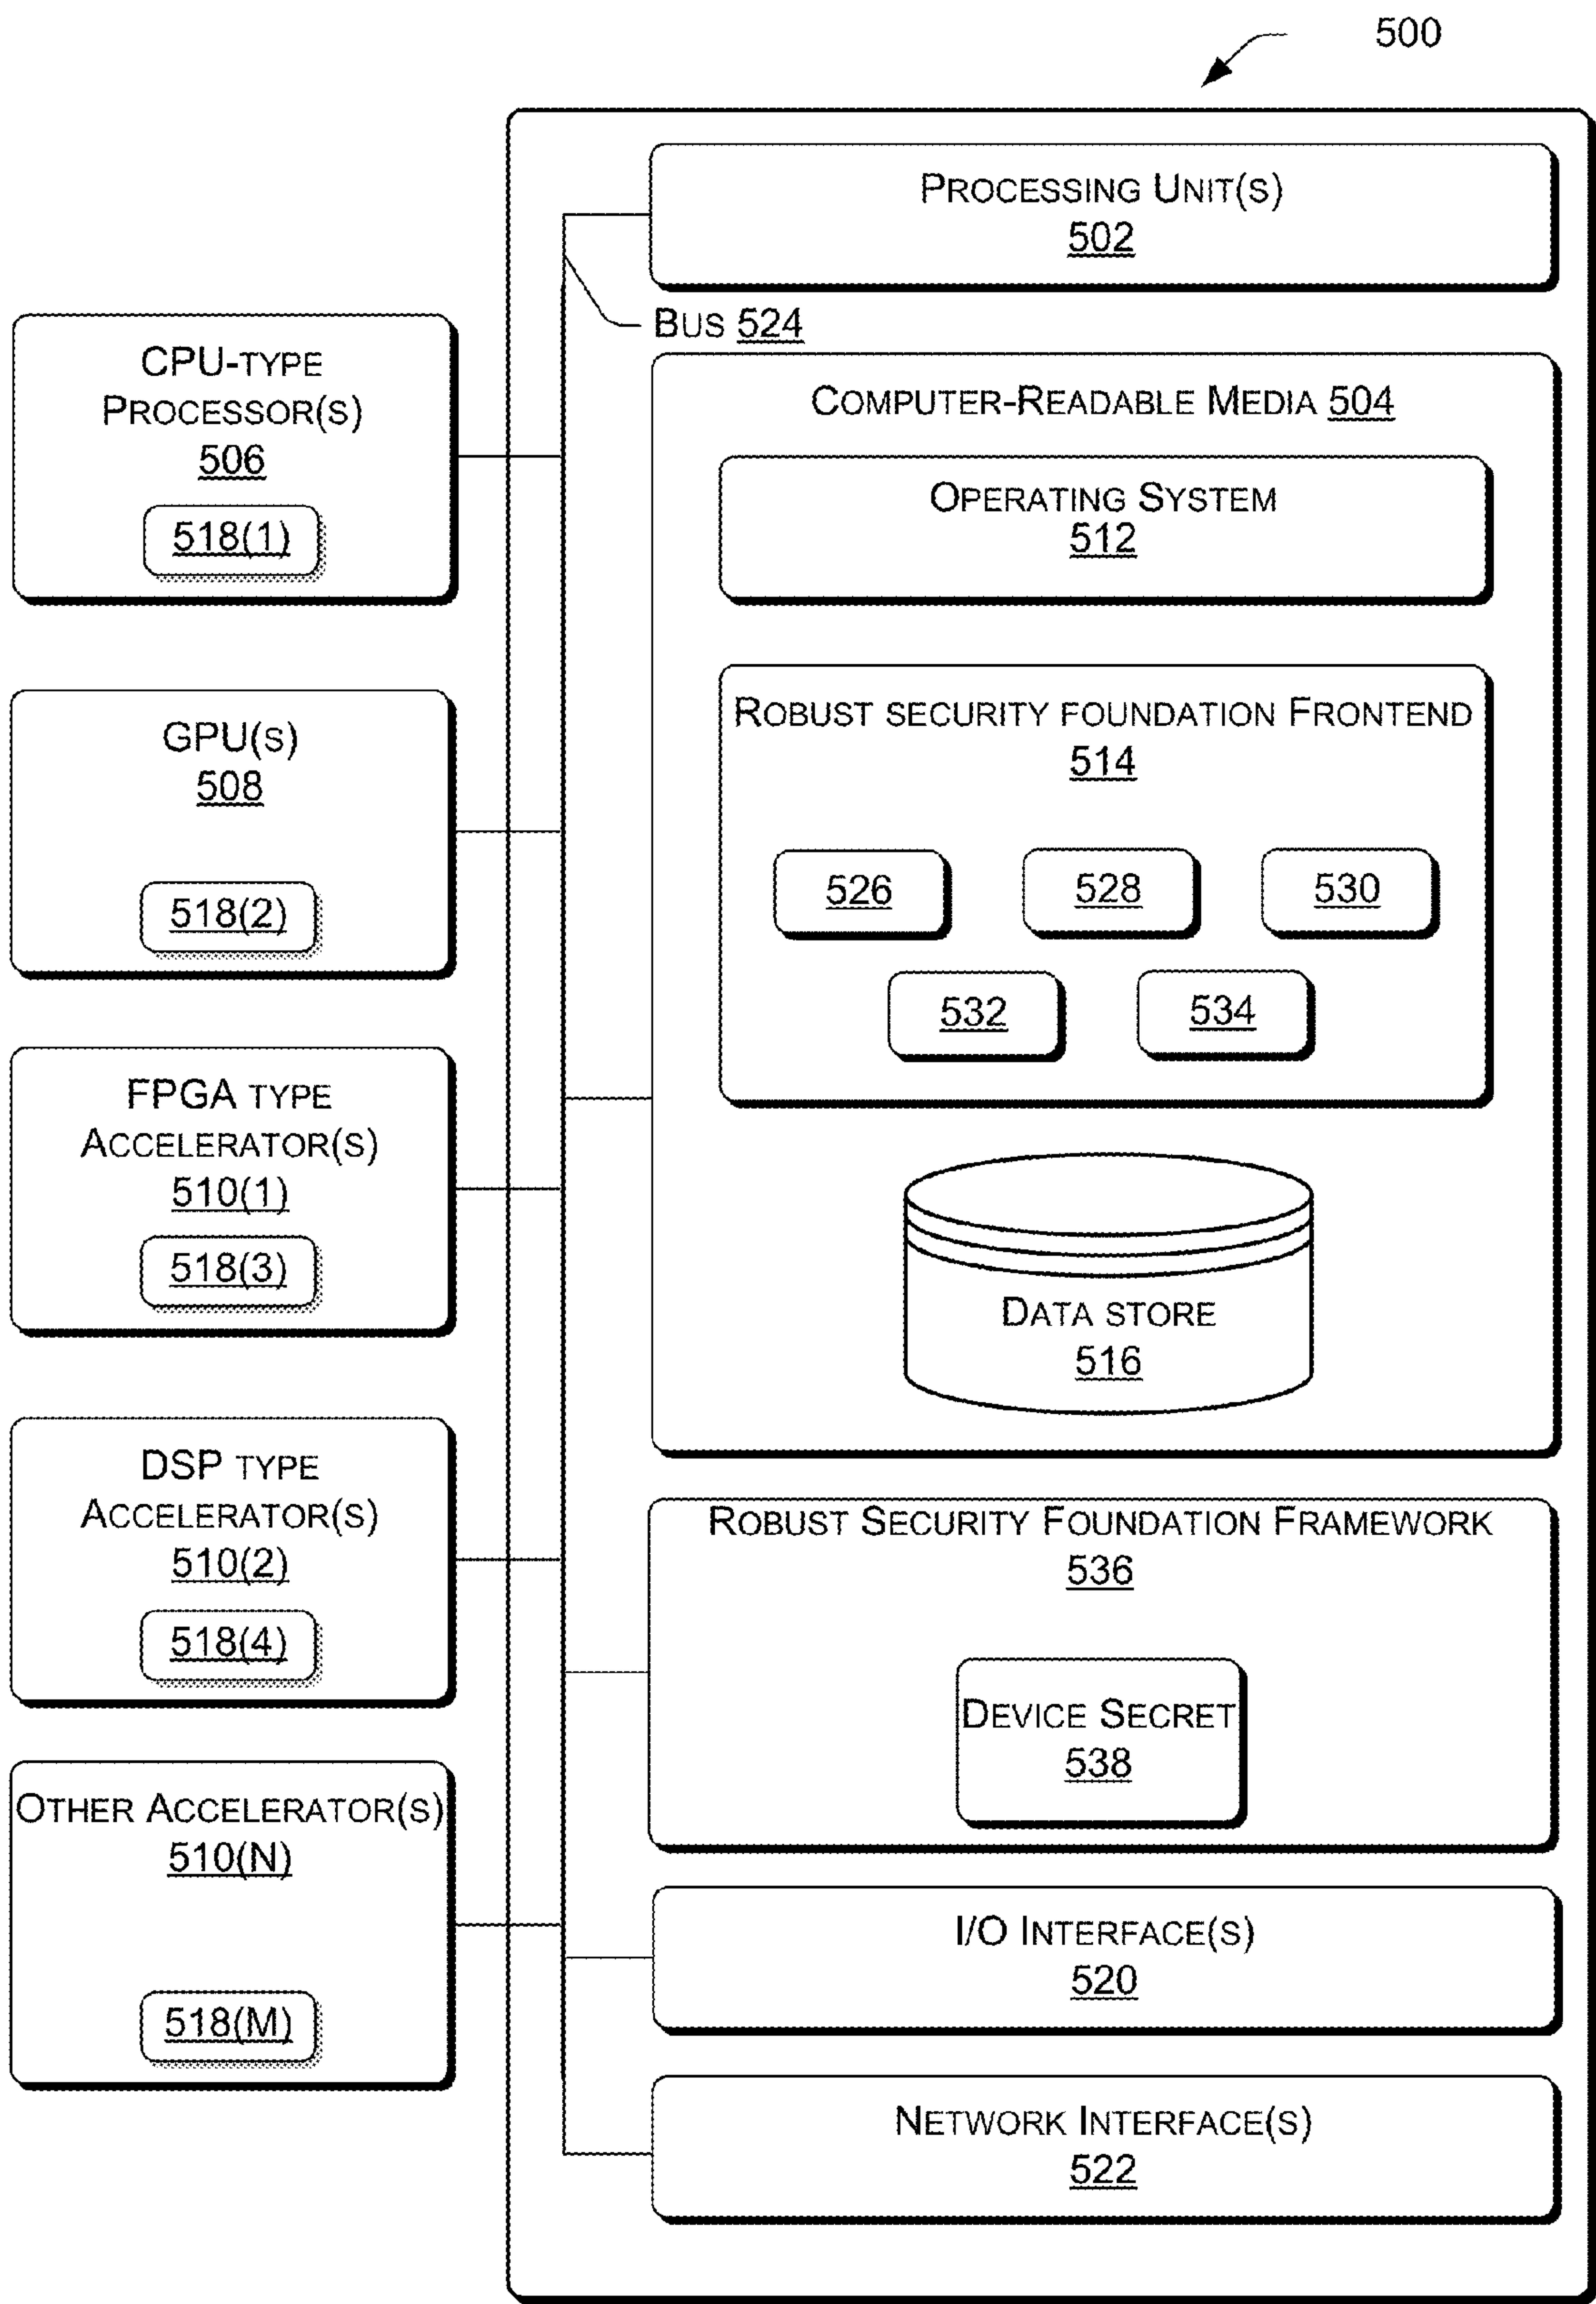 500
PROCESSING UNIT(S)
502
BUS 524
CPU-TYPE
PROCESSOR(S)
506
518(1)
GPU(S)
508
518(2)
FPGA TYPE
ACCELERATOR(S)
510(1)
518(3)
DSP TYPE
ACCELERATOR(S)
510(2)
518(4)
OTHER ACCELERATOR(S)
510(N)
518(M)
COMPUTER-READABLE MEDIA 504
OPERATING SYSTEM
512
ROBUST SECURITY FOUNDATION FRONTEND
514
526 528 530
532 534
DATA STORE
516
ROBUST SECURITY FOUNDATION FRAMEWORK
536
DEVICE SECRET
538
I/O INTERFACE(S)
520
NETWORK INTERFACE(S)
522